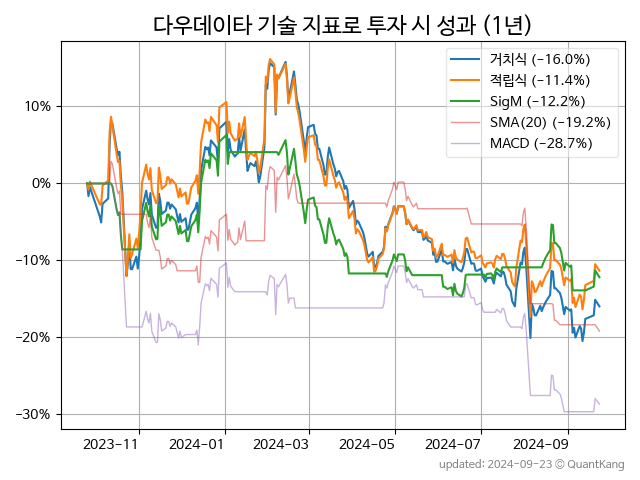 다우데이타 기술 지표로 투자 시 성과 (1년)
거치식 (−16.0%)
적립식 (−11.4%)
SigM (−12.2%)
SMA(20) (−19.2%)
MACD (−28.7%)
10%
0%
−10%
−20%
−30%
2023-11 2024-01 2024-03 2024-05 2024-07 2024-09
updated: 2024-09-23 © QuantKang